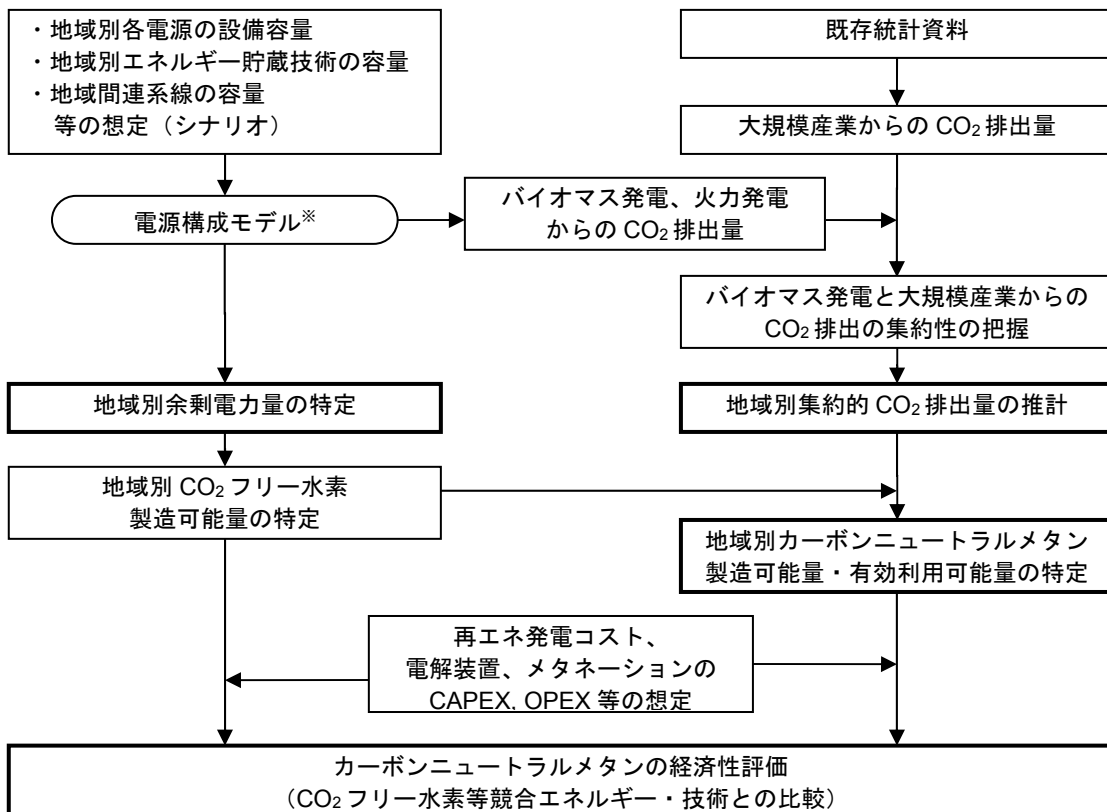 ・地域別各電源の設備容量
・地域別エネルギー貯蔵技術の容量
・地域間連系線の容量
等の想定（シナリオ）
既存統計資料
大規模産業からの CO₂ 排出量
電源構成モデル※
バイオマス発電、火力発電
からの CO₂ 排出量
バイオマス発電と大規模産業からの
CO₂ 排出の集約性の把握
地域別余剰電力量の特定
地域別集約的 CO₂ 排出量の推計
地域別 CO₂ フリー水素
製造可能量の特定
地域別カーボンニュートラルメタン
製造可能量・有効利用可能量の特定
再エネ発電コスト、
電解装置、メタネーションの
CAPEX, OPEX 等の想定
カーボンニュートラルメタンの経済性評価
（CO₂ フリー水素等競合エネルギー・技術との比較）